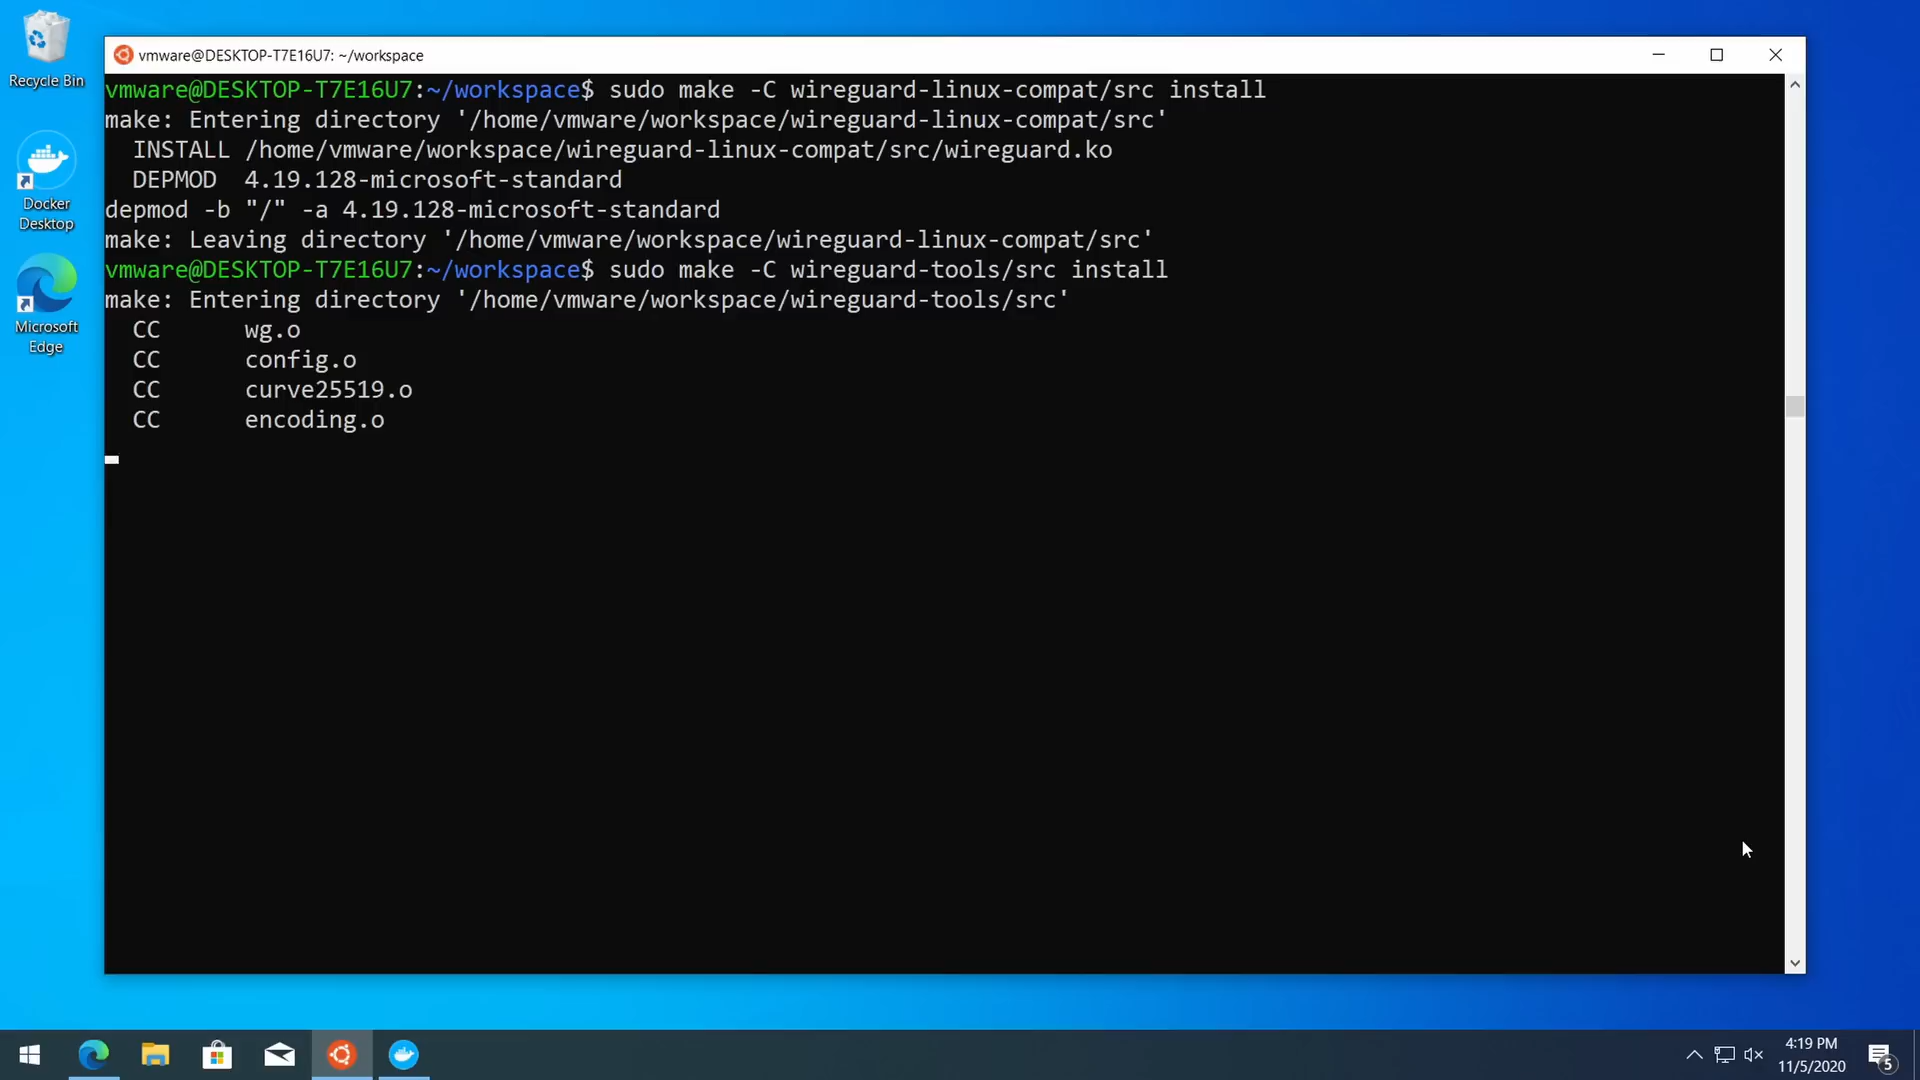 Recycle Bin
Docker
Desktop
Microsoft
Edge
vmware@DESKTOP-T7E16U7: ~/workspace
vmware@DESKTOP-T7E16U7:~/workspace$ sudo make -C wireguard-linux-compat/src install
make: Entering directory '/home/vmware/workspace/wireguard-linux-compat/src'
  INSTALL /home/vmware/workspace/wireguard-linux-compat/src/wireguard.ko
  DEPMOD  4.19.128-microsoft-standard
depmod -b "/" -a 4.19.128-microsoft-standard
make: Leaving directory '/home/vmware/workspace/wireguard-linux-compat/src'
vmware@DESKTOP-T7E16U7:~/workspace$ sudo make -C wireguard-tools/src install
make: Entering directory '/home/vmware/workspace/wireguard-tools/src'
  CC      wg.o
  CC      config.o
  CC      curve25519.o
  CC      encoding.o
4:19 PM
11/5/2020
5